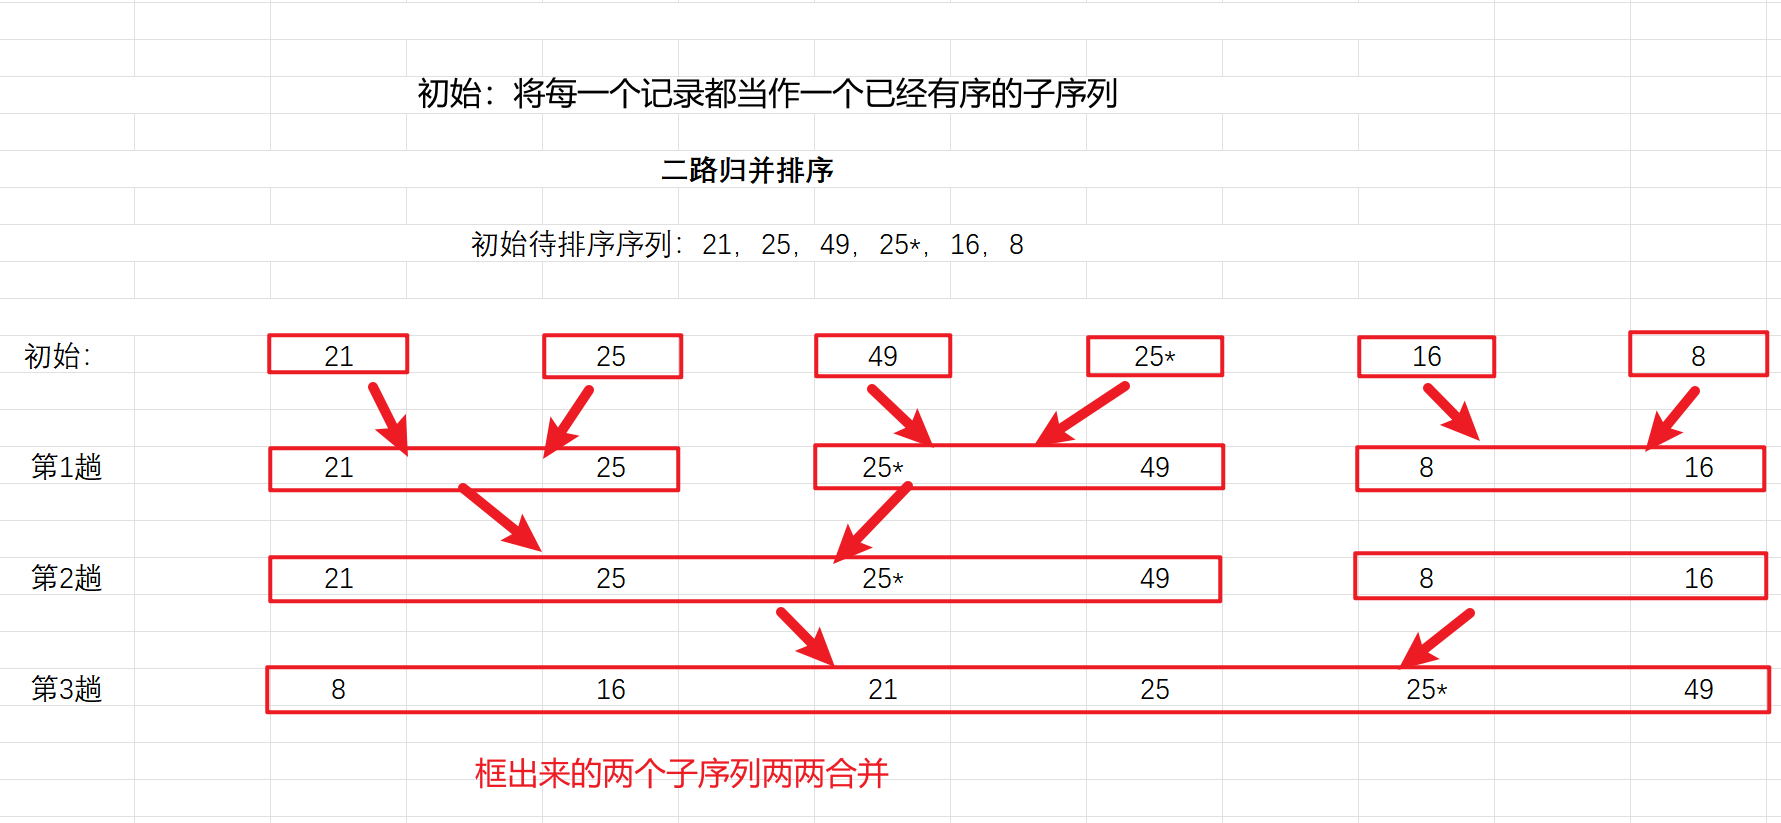 初始：将每一个记录都当作一个已经有序的子序列
二路归并排序
初始待排序序列：21，25，49，25*，16，8
初始： 21 25 49 25* 16 8
第1趟 21 25 25* 49 8 16
第2趟 21 25 25* 49 8 16
第3趟 8 16 21 25 25* 49
框出来的两个子序列两两合并